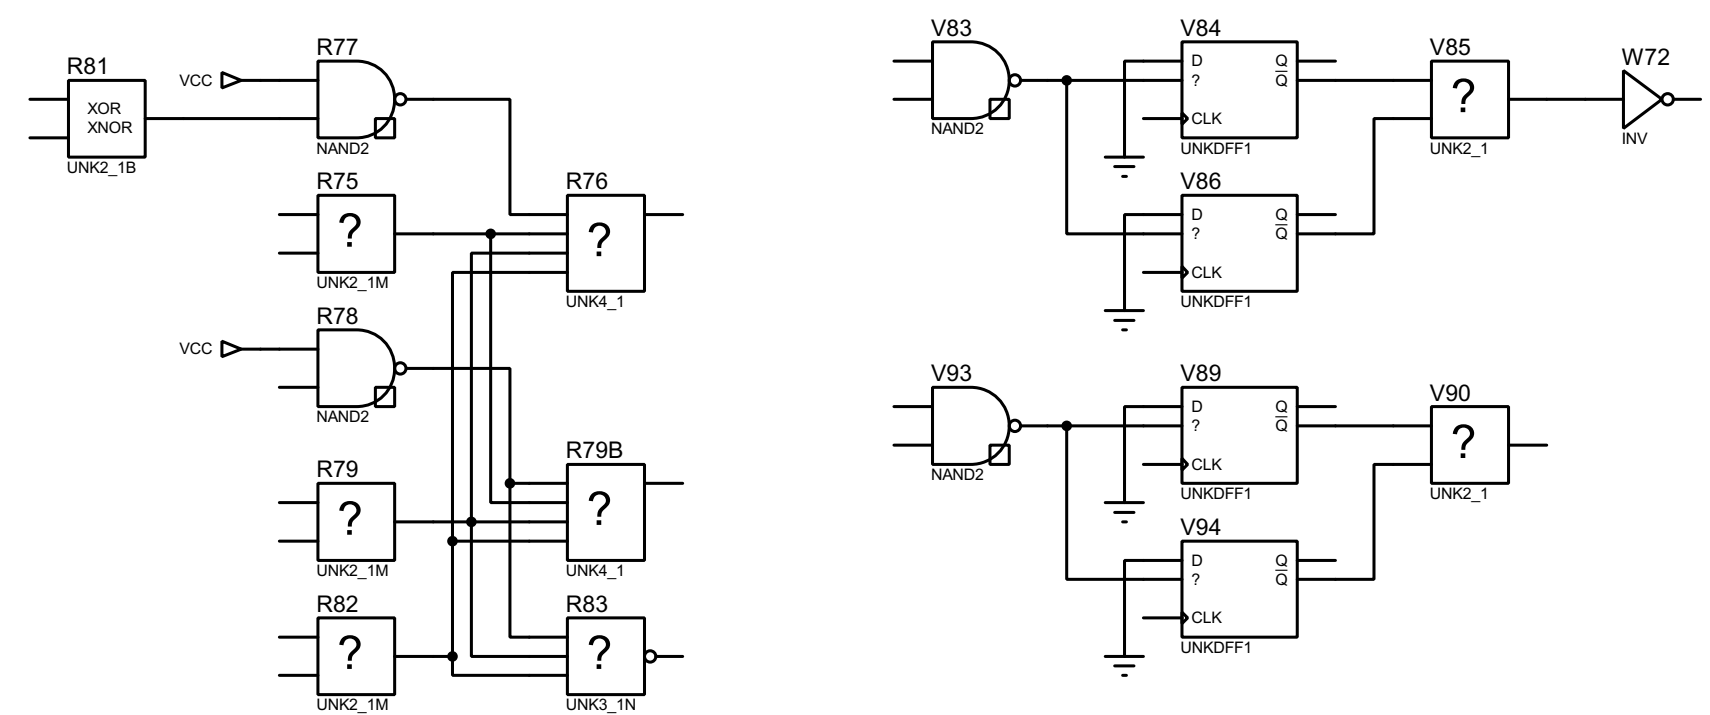 R81
XOR
XNOR
UNK2_1B
R77
VCC
NAND2
R75
?
UNK2_1M
R76
?
UNK4_1
R78
VCC
NAND2
R79
?
UNK2_1M
R79B
?
UNK4_1
R82
?
UNK2_1M
R83
?
UNK3_1N
V83
NAND2
V84
D
Q
?
Q
CLK
UNKDFF1
V85
?
UNK2_1
W72
INV
V86
D
Q
?
Q
CLK
UNKDFF1
V93
NAND2
V89
D
Q
?
Q
CLK
UNKDFF1
V90
?
UNK2_1
V94
D
Q
?
Q
CLK
UNKDFF1